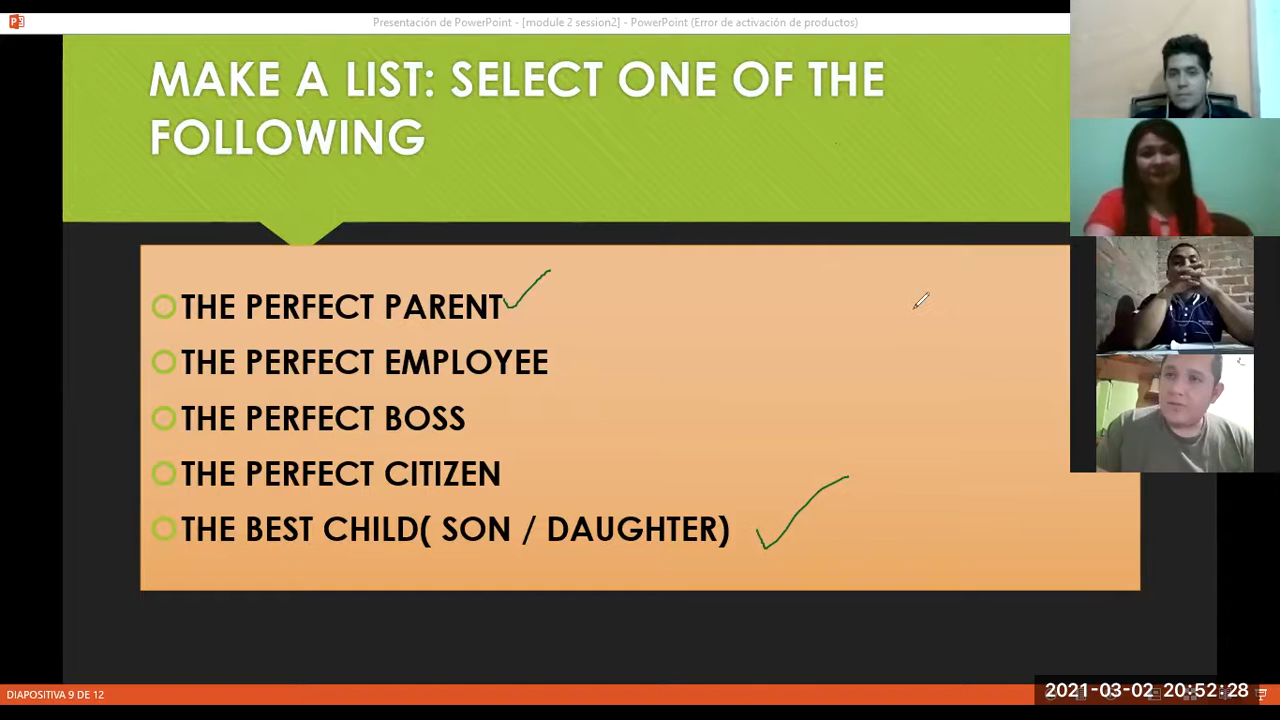 Presentación de PowerPoint - [module 2 session2] - PowerPoint (Error de activación de productos)
MAKE A LIST: SELECT ONE OF THE
FOLLOWING
THE PERFECT PARENT
THE PERFECT EMPLOYEE
THE PERFECT BOSS
THE PERFECT CITIZEN
THE BEST CHILD( SON / DAUGHTER)
DIAPOSITIVA 9 DE 12
2021-03-02 20:52:28